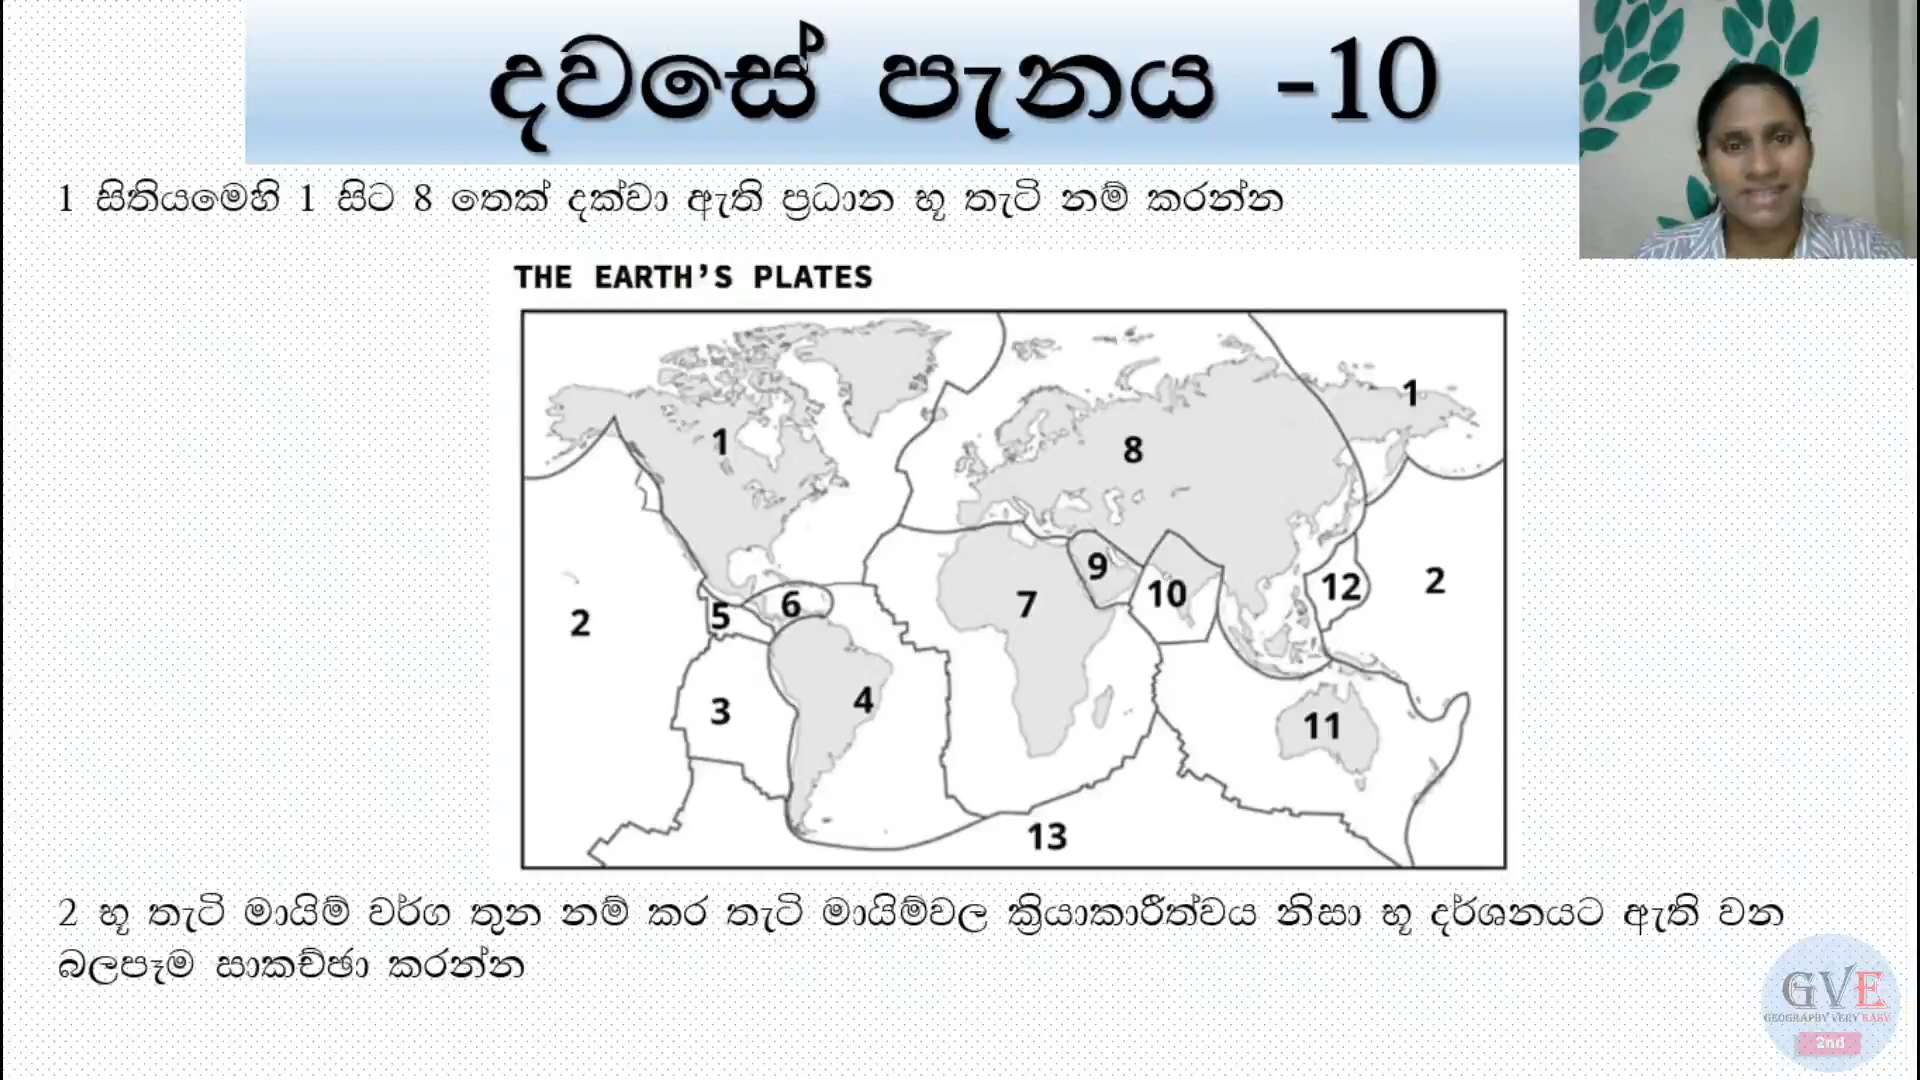 දවසේ පැනය -10
1 සිතියමෙහි 1 සිට 8 තෙක් දක්වා ඇති ප්‍රධාන භූ තැටි නම් කරන්න
THE EARTH'S PLATES
1
1
8
9
10
12
2
2
5
6
7
3
4
11
13
2 භූ තැටි මායිම් වර්ග තුන නම් කර තැටි මායිම්වල ක්‍රියාකාරීත්වය නිසා භූ දර්ශනයට ඇති වන
බලපෑම සාකච්ඡා කරන්න
GVE
GEOGRAPHY VERY EASY
2nd